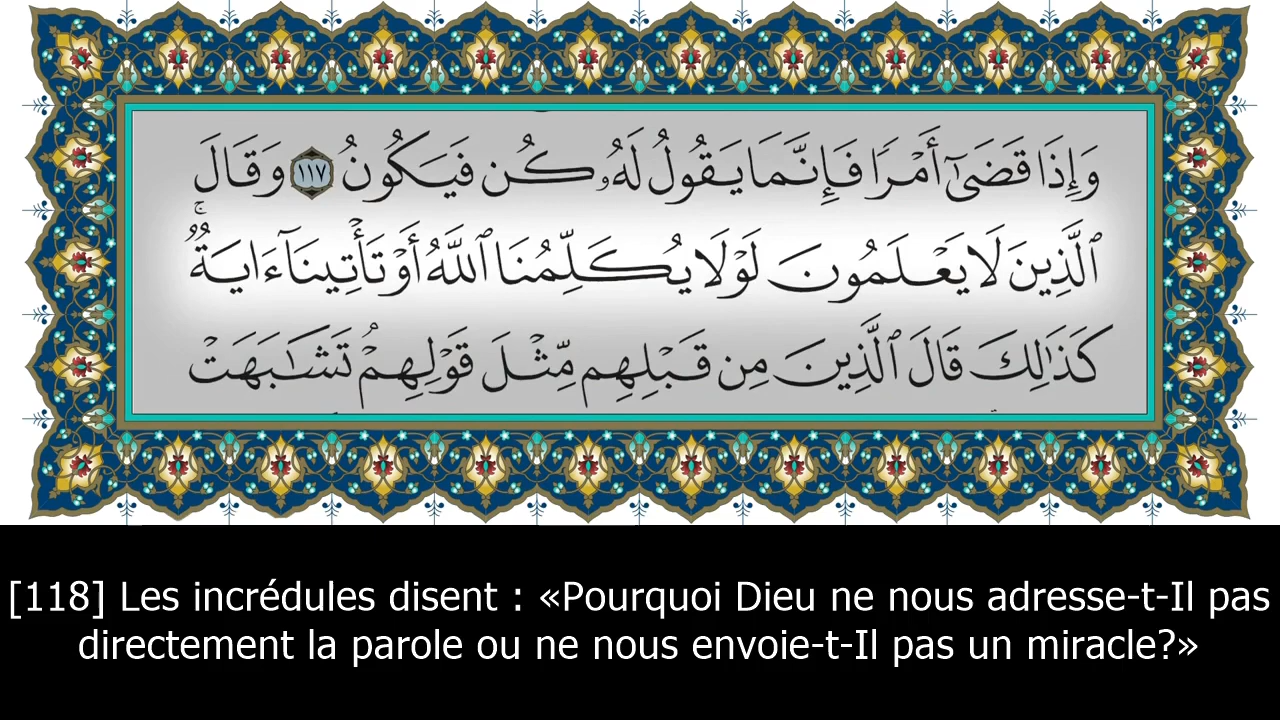 وَإِذَا قَضَىٰٓ أَمْرًا فَإِنَّمَا يَقُولُ لَهُۥ كُن فَيَكُونُ ١١٧ وَقَالَ
ٱلَّذِينَ لَا يَعْلَمُونَ لَوْلَا يُكَلِّمُنَا ٱللَّهُ أَوْ تَأْتِينَآ ءَايَةٌۗ
كَذَٰلِكَ قَالَ ٱلَّذِينَ مِن قَبْلِهِم مِّثْلَ قَوْلِهِمْۘ تَشَٰبَهَتْ
[118] Les incrédules disent : «Pourquoi Dieu ne nous adresse-t-Il pas
directement la parole ou ne nous envoie-t-Il pas un miracle?»